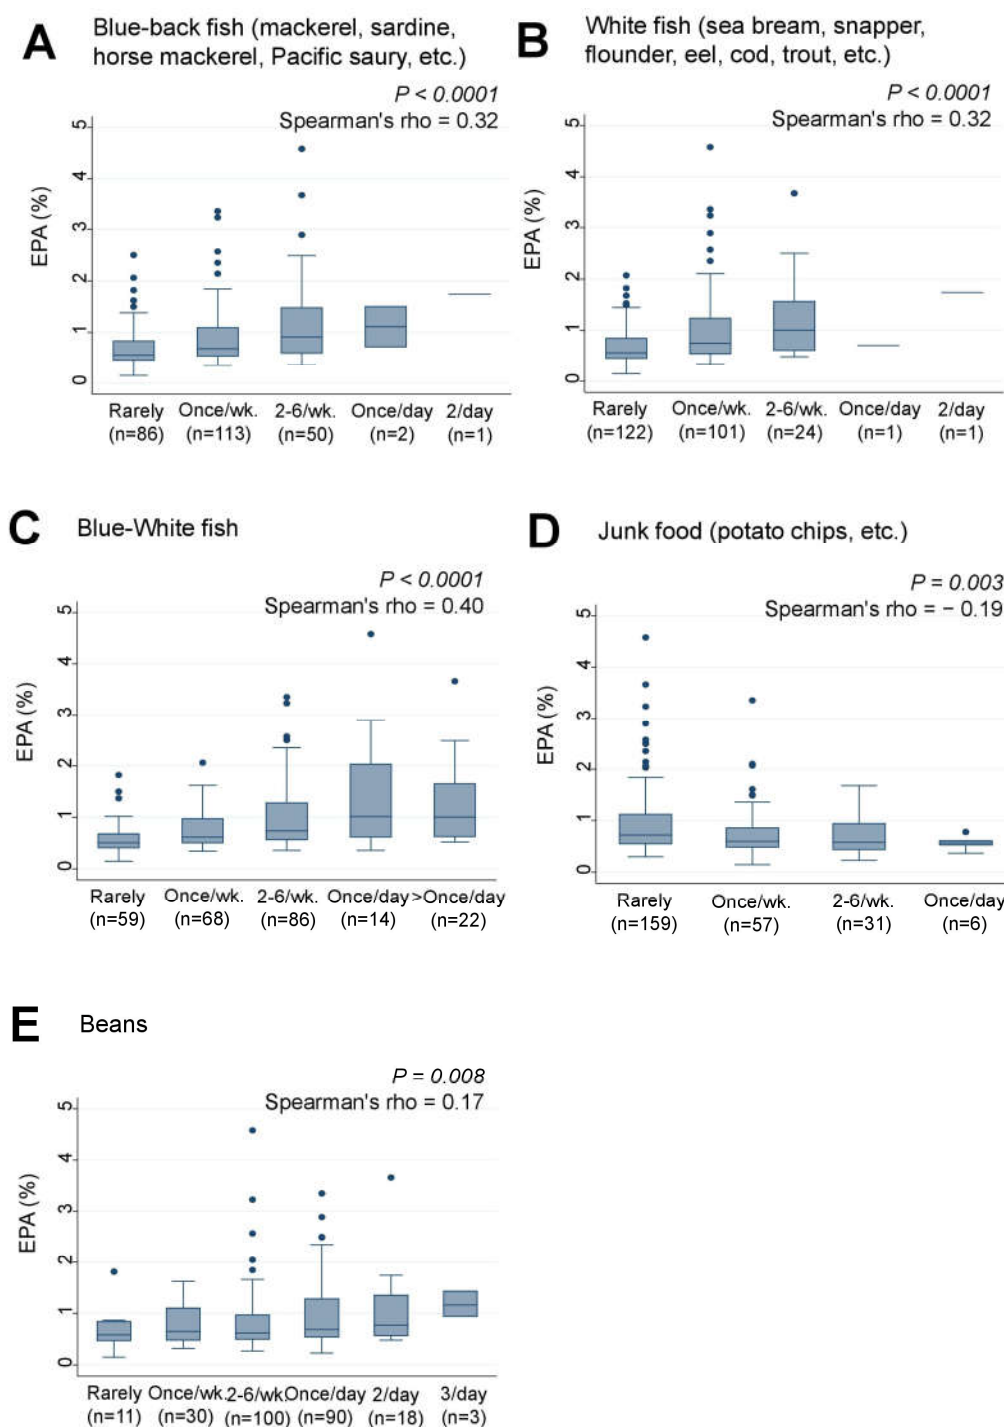 A
Blue-back fish (mackerel, sardine,
horse mackerel, Pacific saury, etc.)
P < 0.0001
Spearman's rho = 0.32
EPA (%)
5
4
3
2
1
0
Rarely Once/wk. 2-6/wk. Once/day 2/day
(n=86) (n=113) (n=50) (n=2) (n=1)
B
White fish (sea bream, snapper,
flounder, eel, cod, trout, etc.)
P < 0.0001
Spearman's rho = 0.32
EPA (%)
5
4
3
2
1
0
Rarely Once/wk. 2-6/wk. Once/day 2/day
(n=122) (n=101) (n=24) (n=1) (n=1)
C
Blue-White fish
P < 0.0001
Spearman's rho = 0.40
EPA (%)
5
4
3
2
1
0
Rarely Once/wk. 2-6/wk. Once/day >Once/day
(n=59) (n=68) (n=86) (n=14) (n=22)
D
Junk food (potato chips, etc.)
P = 0.003
Spearman's rho = − 0.19
EPA (%)
5
4
3
2
1
0
Rarely Once/wk. 2-6/wk. Once/day
(n=159) (n=57) (n=31) (n=6)
E
Beans
P = 0.008
Spearman's rho = 0.17
EPA (%)
5
4
3
2
1
0
Rarely Once/wk. 2-6/wk. Once/day 2/day 3/day
(n=11) (n=30) (n=100) (n=90) (n=18) (n=3)